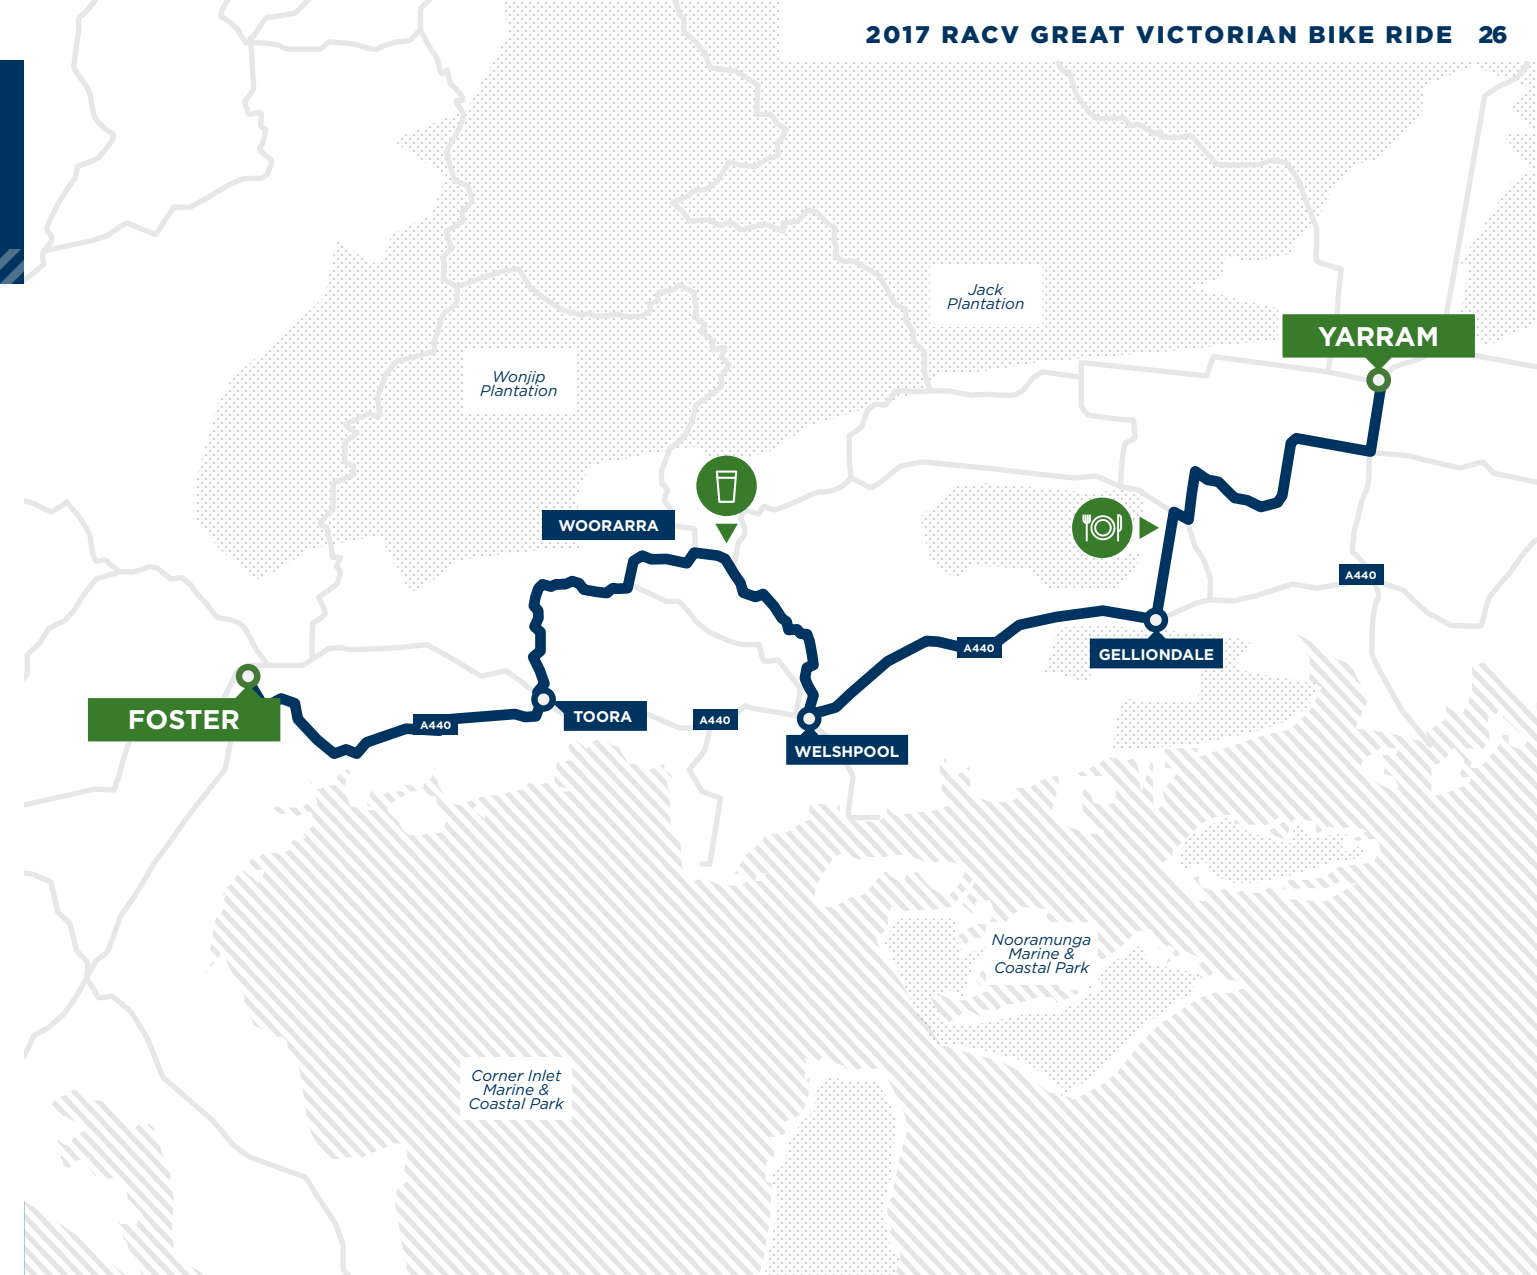 2017 RACV GREAT VICTORIAN BIKE RIDE 26
Jack
Plantation
YARRAM
Wonjip
Plantation
WOORARRA
A440
A440
GELLIONDALE
FOSTER
A440
TOORA
A440
WELSHPOOL
Nooramunga
Marine &
Coastal Park
Corner Inlet
Marine &
Coastal Park